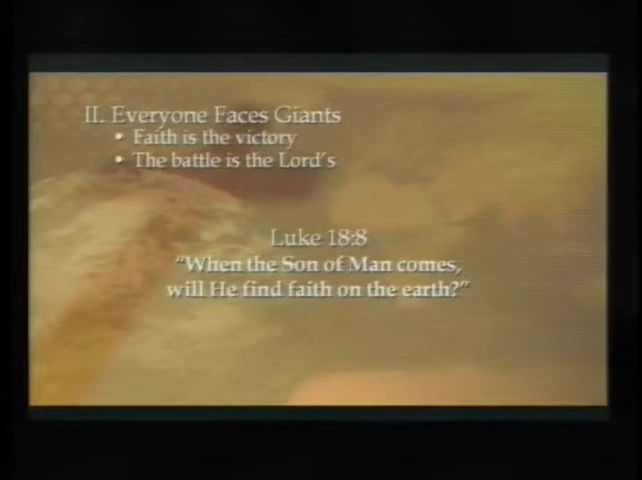 II. Everyone Faces Giants
• Faith is the victory
• The battle is the Lord's
Luke 18:8
"When the Son of Man comes,
will He find faith on the earth?"